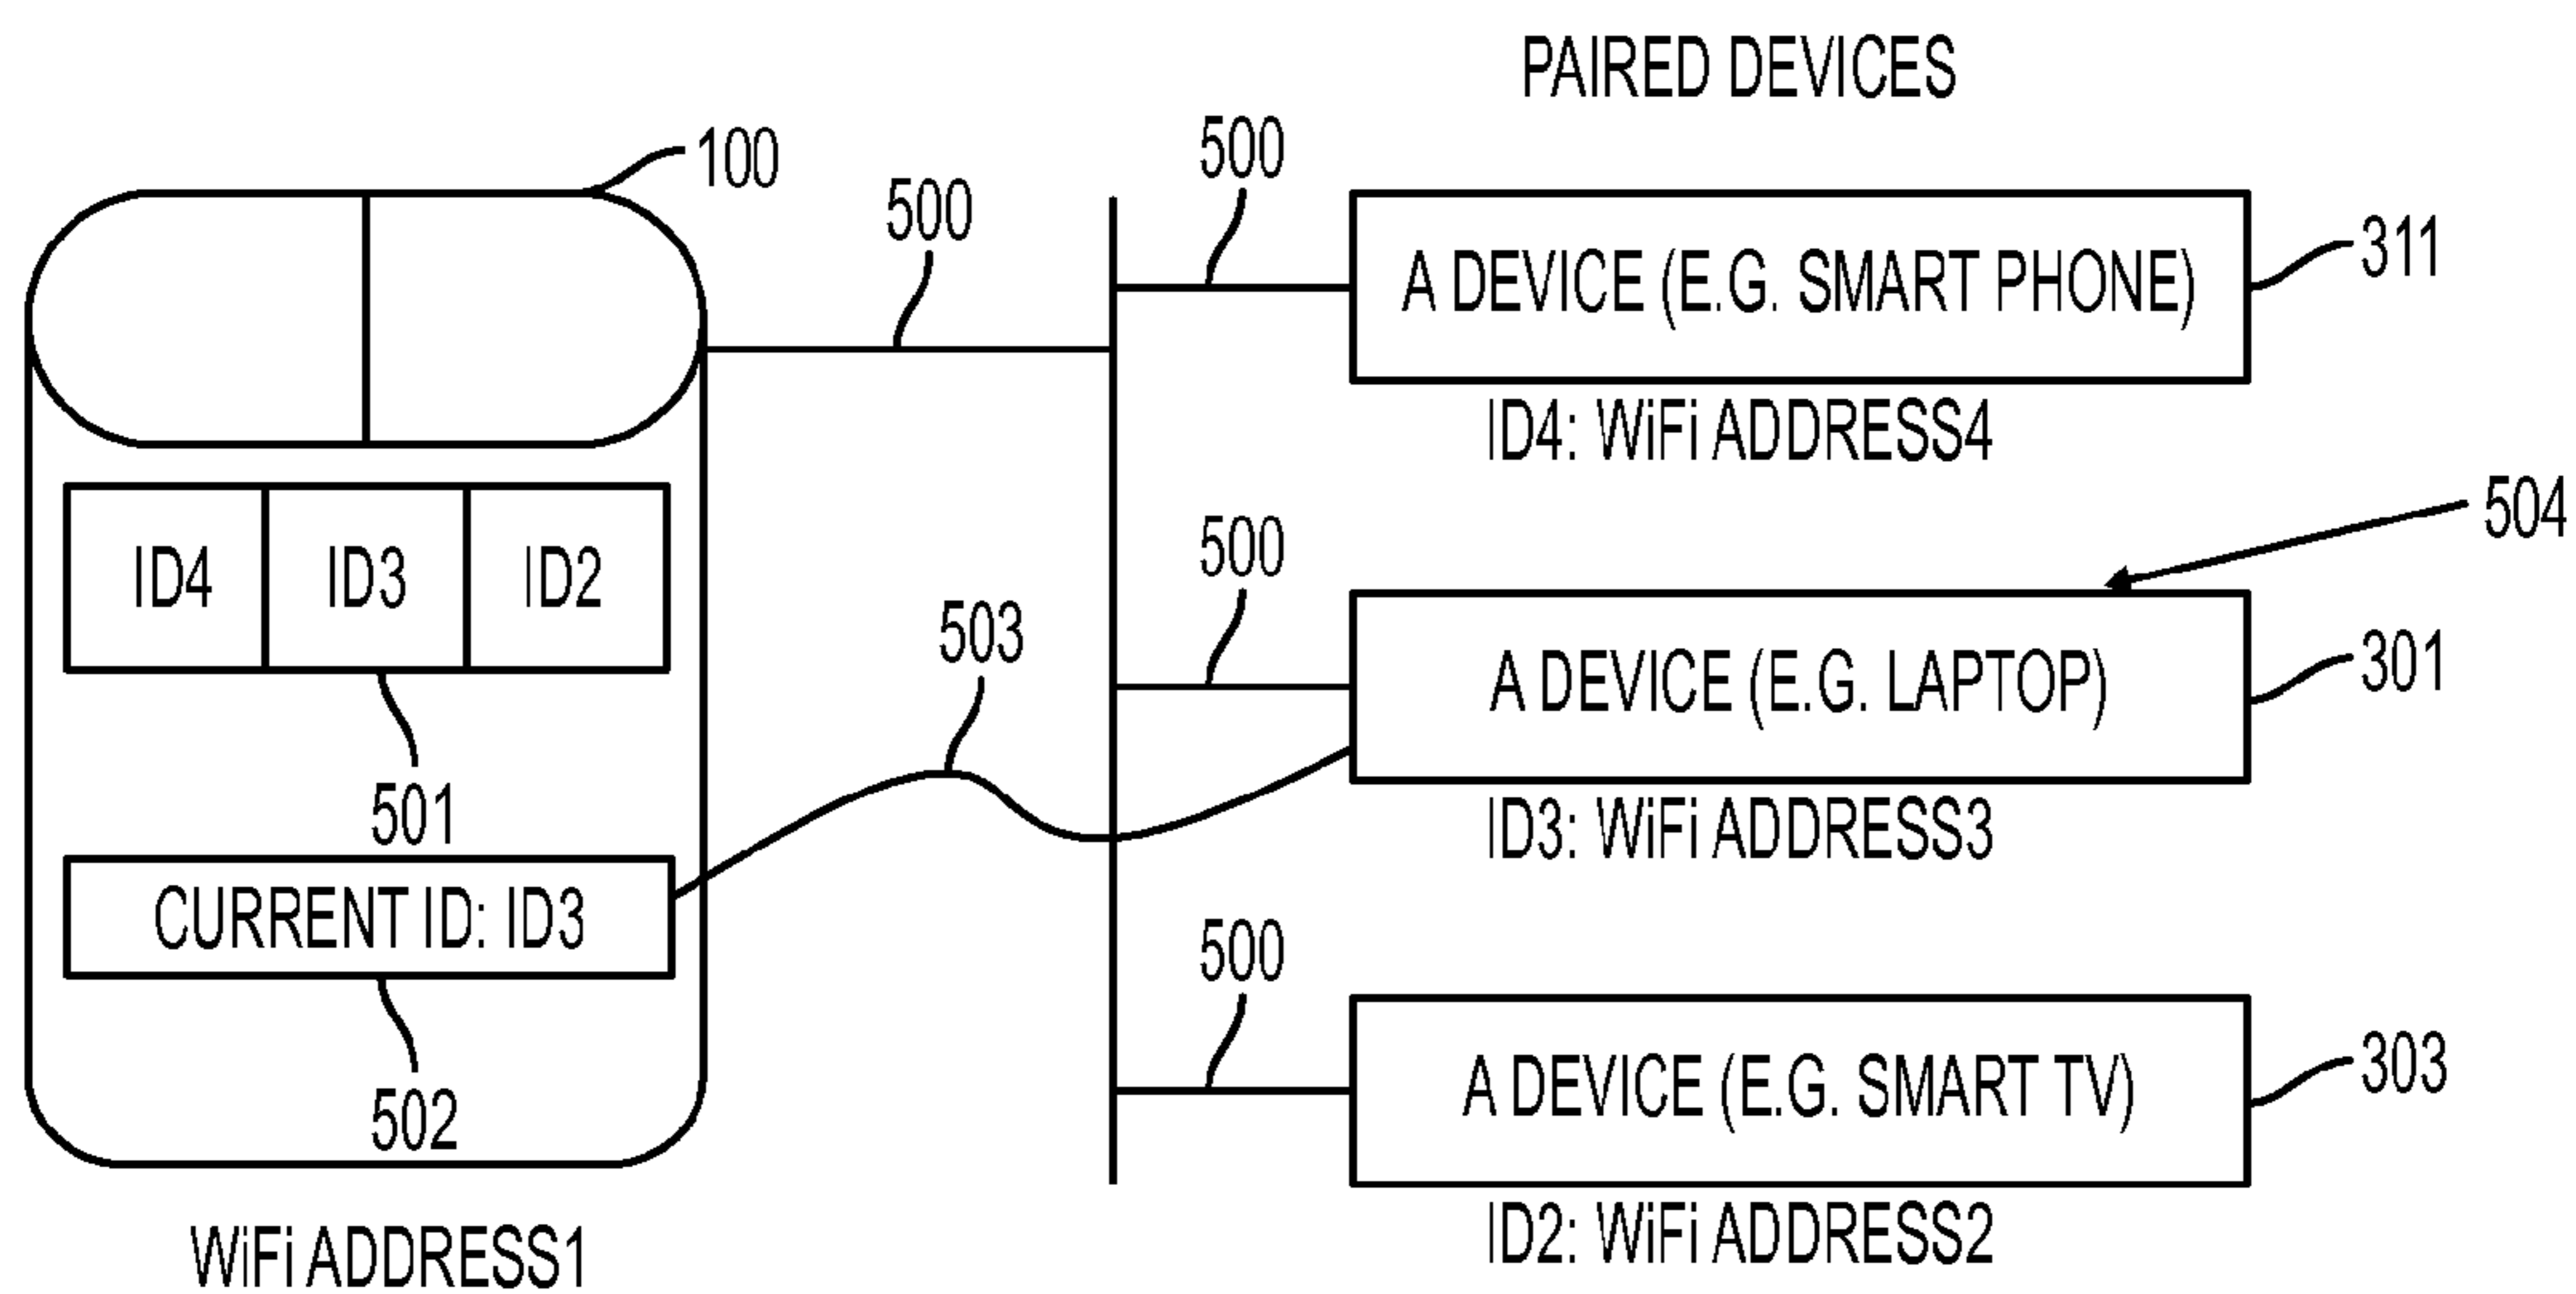 PAIRED DEVICES
100
500
500
A DEVICE (E.G. SMART PHONE)
311
ID4: WiFi ADDRESS4
504
ID4 ID3 ID2
500
503
A DEVICE (E.G. LAPTOP)
301
501
ID3: WiFi ADDRESS3
CURRENT ID: ID3
500
502
A DEVICE (E.G. SMART TV)
303
ID2: WiFi ADDRESS2
WiFi ADDRESS1